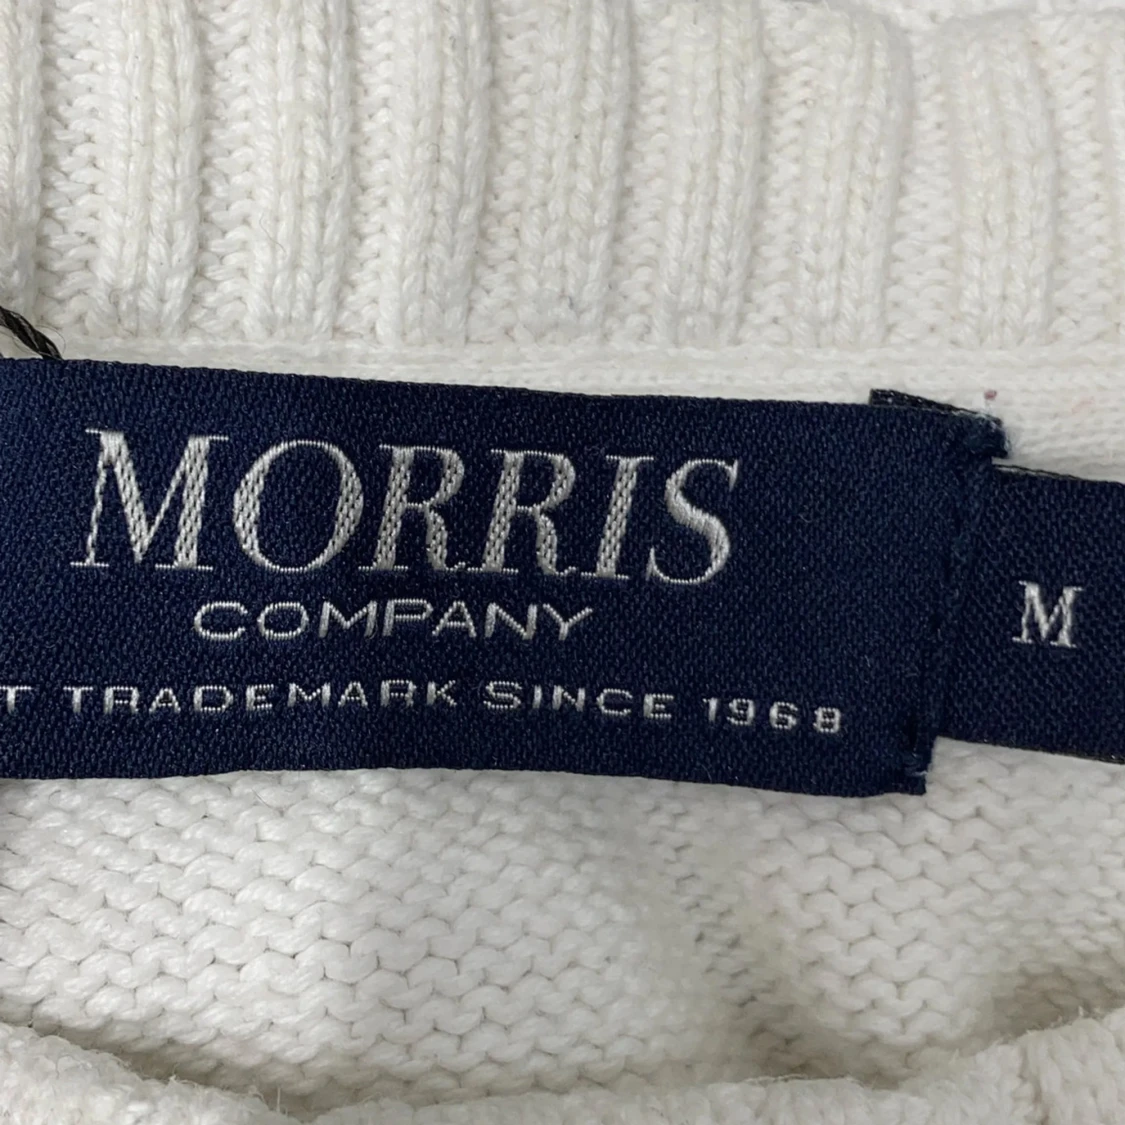 MORRIS
COMPANY
T TRADEMARK SINCE 1968
M